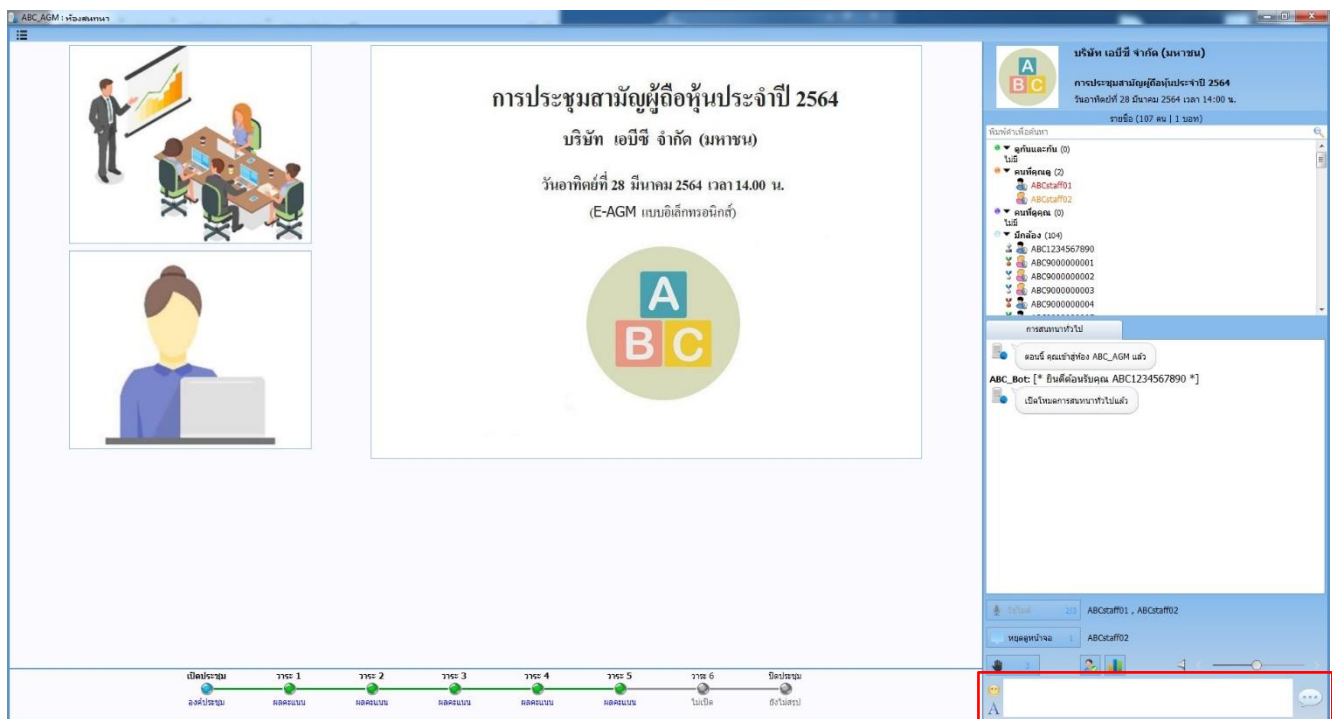 ABC_AGM : ห้องสนทนา
การประชุมสามัญผู้ถือหุ้นประจำปี 2564
บริษัท เอบีซี จำกัด (มหาชน)
วันอาทิตย์ที่ 28 มีนาคม 2564 เวลา 14.00 น.
(E-AGM แบบอิเล็กทรอนิกส์)
A
B C
A
B C
บริษัท เอบีซี จำกัด (มหาชน)
การประชุมสามัญผู้ถือหุ้นประจำปี 2564
วันอาทิตย์ที่ 28 มีนาคม 2564 เวลา 14:00 น.
รายชื่อ (107 คน | 1 บอท)
พิมพ์คำเพื่อค้นหา
ดูกันและกัน (0)
ไม่มี
คนที่คุณดู (2)
ABCstaff01
ABCstaff02
คนที่ดูคุณ (0)
ไม่มี
มีกล้อง (104)
ABC1234567890
ABC9000000001
ABC9000000002
ABC9000000003
ABC9000000004
การสนทนาทั่วไป
ตอนนี้ คุณเข้าสู่ห้อง ABC_AGM แล้ว
ABC_Bot: [* ยินดีต้อนรับคุณ ABC1234567890 *]
เปิดโหมดการสนทนาทั่วไปแล้ว
2/3 ABCstaff01 , ABCstaff02
หยุดดูหน้าจอ 1 ABCstaff02
3
A
เปิดประชุม วาระ 1 วาระ 2 วาระ 3 วาระ 4 วาระ 5 วาระ 6 ปิดประชุม
องค์ประชุม ผลคะแนน ผลคะแนน ผลคะแนน ผลคะแนน ผลคะแนน ไม่เปิด ยังไม่สรุป